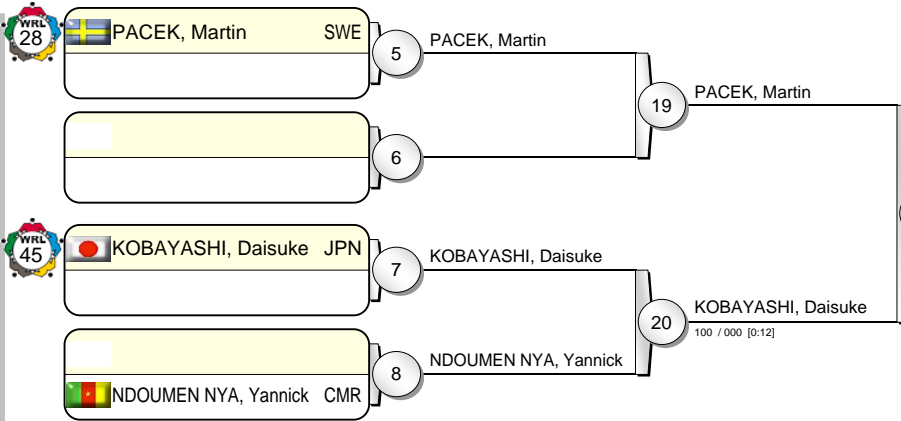 WRL
28
PACEK, Martin SWE
5
PACEK, Martin
19
PACEK, Martin
6
WRL
45
KOBAYASHI, Daisuke JPN
7
KOBAYASHI, Daisuke
20
KOBAYASHI, Daisuke
100 / 000 [0:12]
8
NDOUMEN NYA, Yannick
NDOUMEN NYA, Yannick CMR